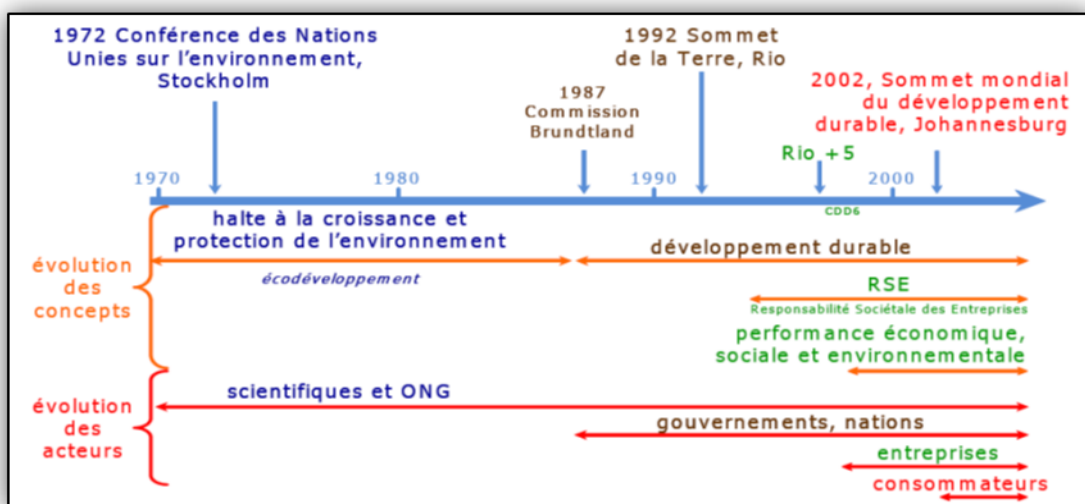 1972 Conférence des Nations
Unies sur l'environnement,
Stockholm
1987
Commission
Brundtland
1992 Sommet
de la Terre, Rio
Rio +5
2002, Sommet mondial
du développement
durable, Johannesburg
1970
1980
1990
2000
CDD6
évolution
des
concepts
halte à la croissance et
protection de l'environnement
écodéveloppement
développement durable
RSE
Responsabilité Sociétale des Entreprises
performance économique,
sociale et environnementale
évolution
des
acteurs
scientifiques et ONG
gouvernements, nations
entreprises
consommateurs